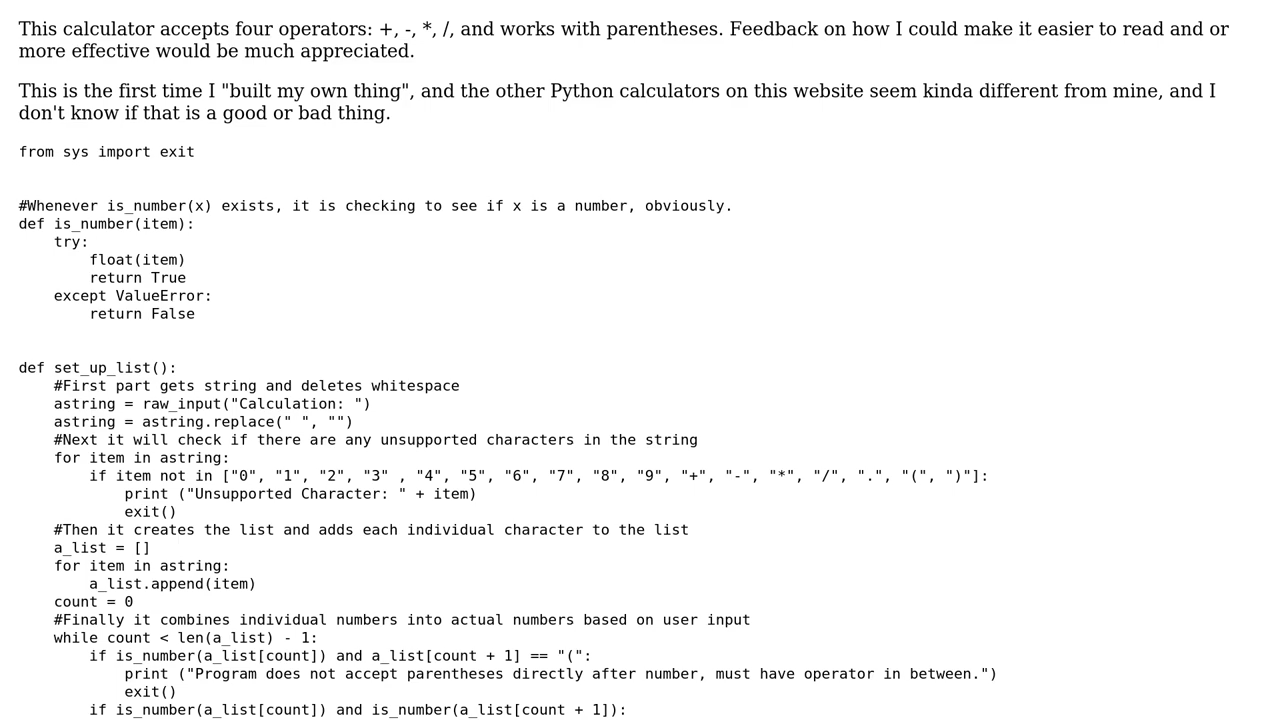 This calculator accepts four operators: +, -, *, /, and works with parentheses. Feedback on how I could make it easier to read and or
more effective would be much appreciated.
This is the first time I "built my own thing", and the other Python calculators on this website seem kinda different from mine, and I
don't know if that is a good or bad thing.
from sys import exit
#Whenever is_number(x) exists, it is checking to see if x is a number, obviously.
def is_number(item):
    try:
        float(item)
        return True
    except ValueError:
        return False
def set_up_list():
    #First part gets string and deletes whitespace
    astring = raw_input("Calculation: ")
    astring = astring.replace(" ", "")
    #Next it will check if there are any unsupported characters in the string
    for item in astring:
        if item not in ["0", "1", "2", "3" , "4", "5", "6", "7", "8", "9", "+", "-", "*", "/", ".", "(", ")"]:
            print ("Unsupported Character: " + item)
            exit()
    #Then it creates the list and adds each individual character to the list
    a_list = []
    for item in astring:
        a_list.append(item)
    count = 0
    #Finally it combines individual numbers into actual numbers based on user input
    while count < len(a_list) - 1:
        if is_number(a_list[count]) and a_list[count + 1] == "(":
            print ("Program does not accept parentheses directly after number, must have operator in between.")
            exit()
        if is_number(a_list[count]) and is_number(a_list[count + 1]):